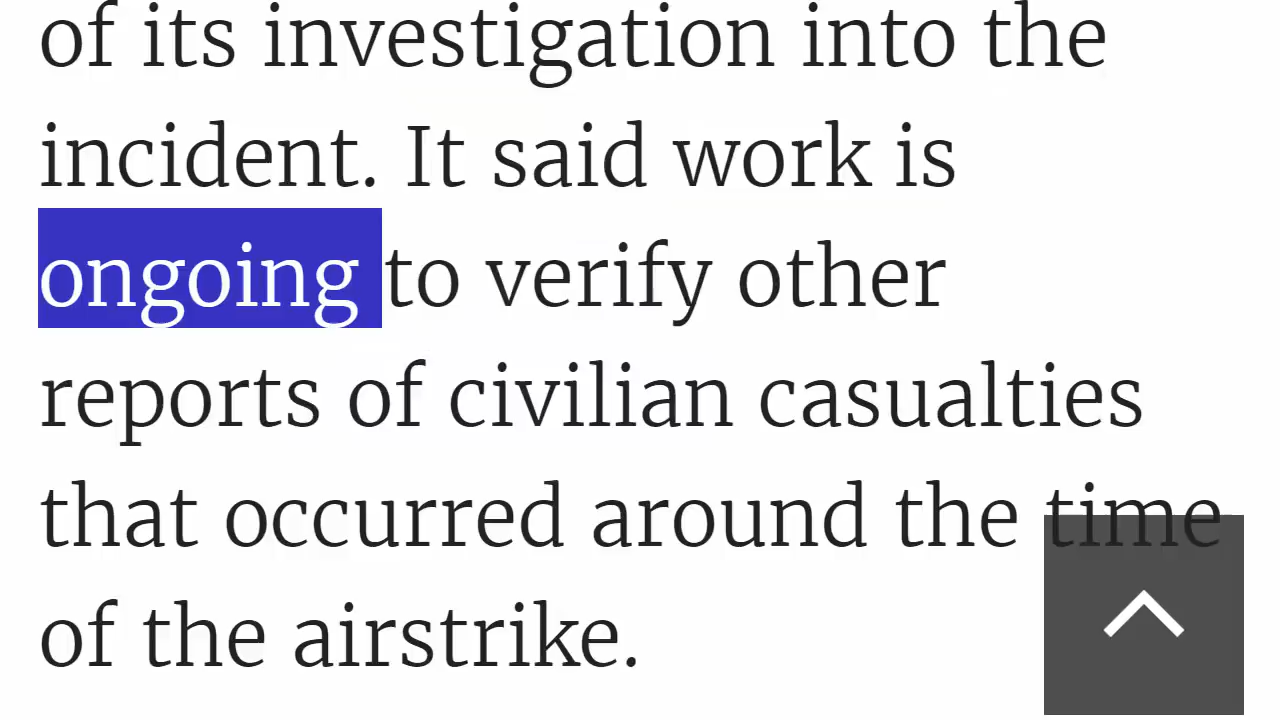 of its investigation into the
incident. It said work is
ongoing to verify other
reports of civilian casualties
that occurred around the time
of the airstrike.